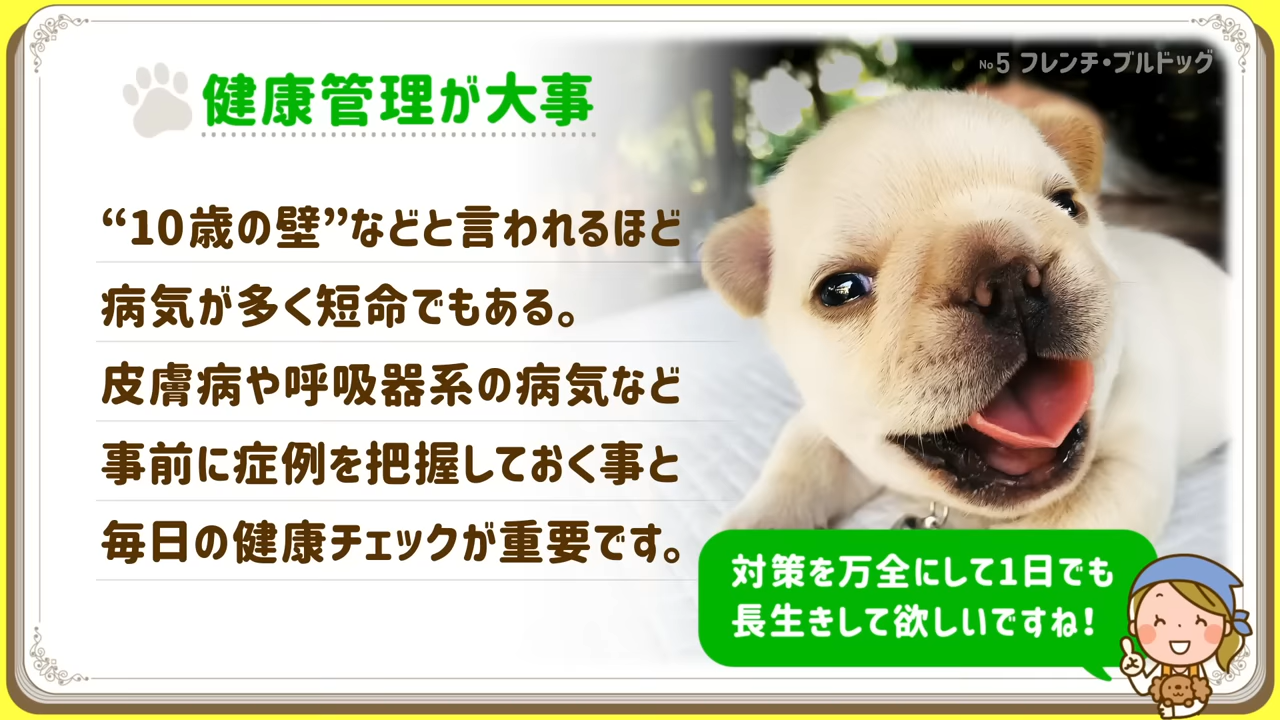 No5 フレンチ・ブルドッグ
健康管理が大事
“10歳の壁”などと言われるほど
病気が多く短命でもある。
皮膚病や呼吸器系の病気など
事前に症例を把握しておく事と
毎日の健康チェックが重要です。
対策を万全にして1日でも
長生きして欲しいですね!